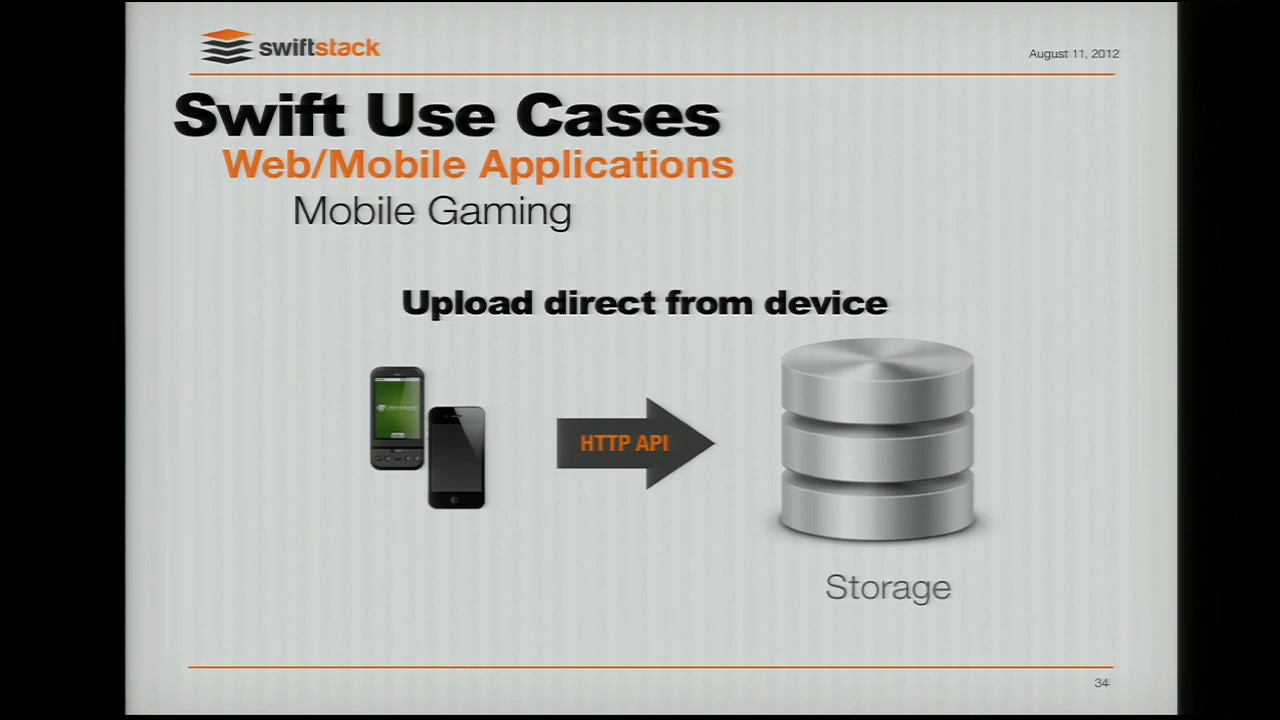 swiftstack
August 11, 2012
Swift Use Cases
Web/Mobile Applications
Mobile Gaming
Upload direct from device
HTTP API
Storage
34